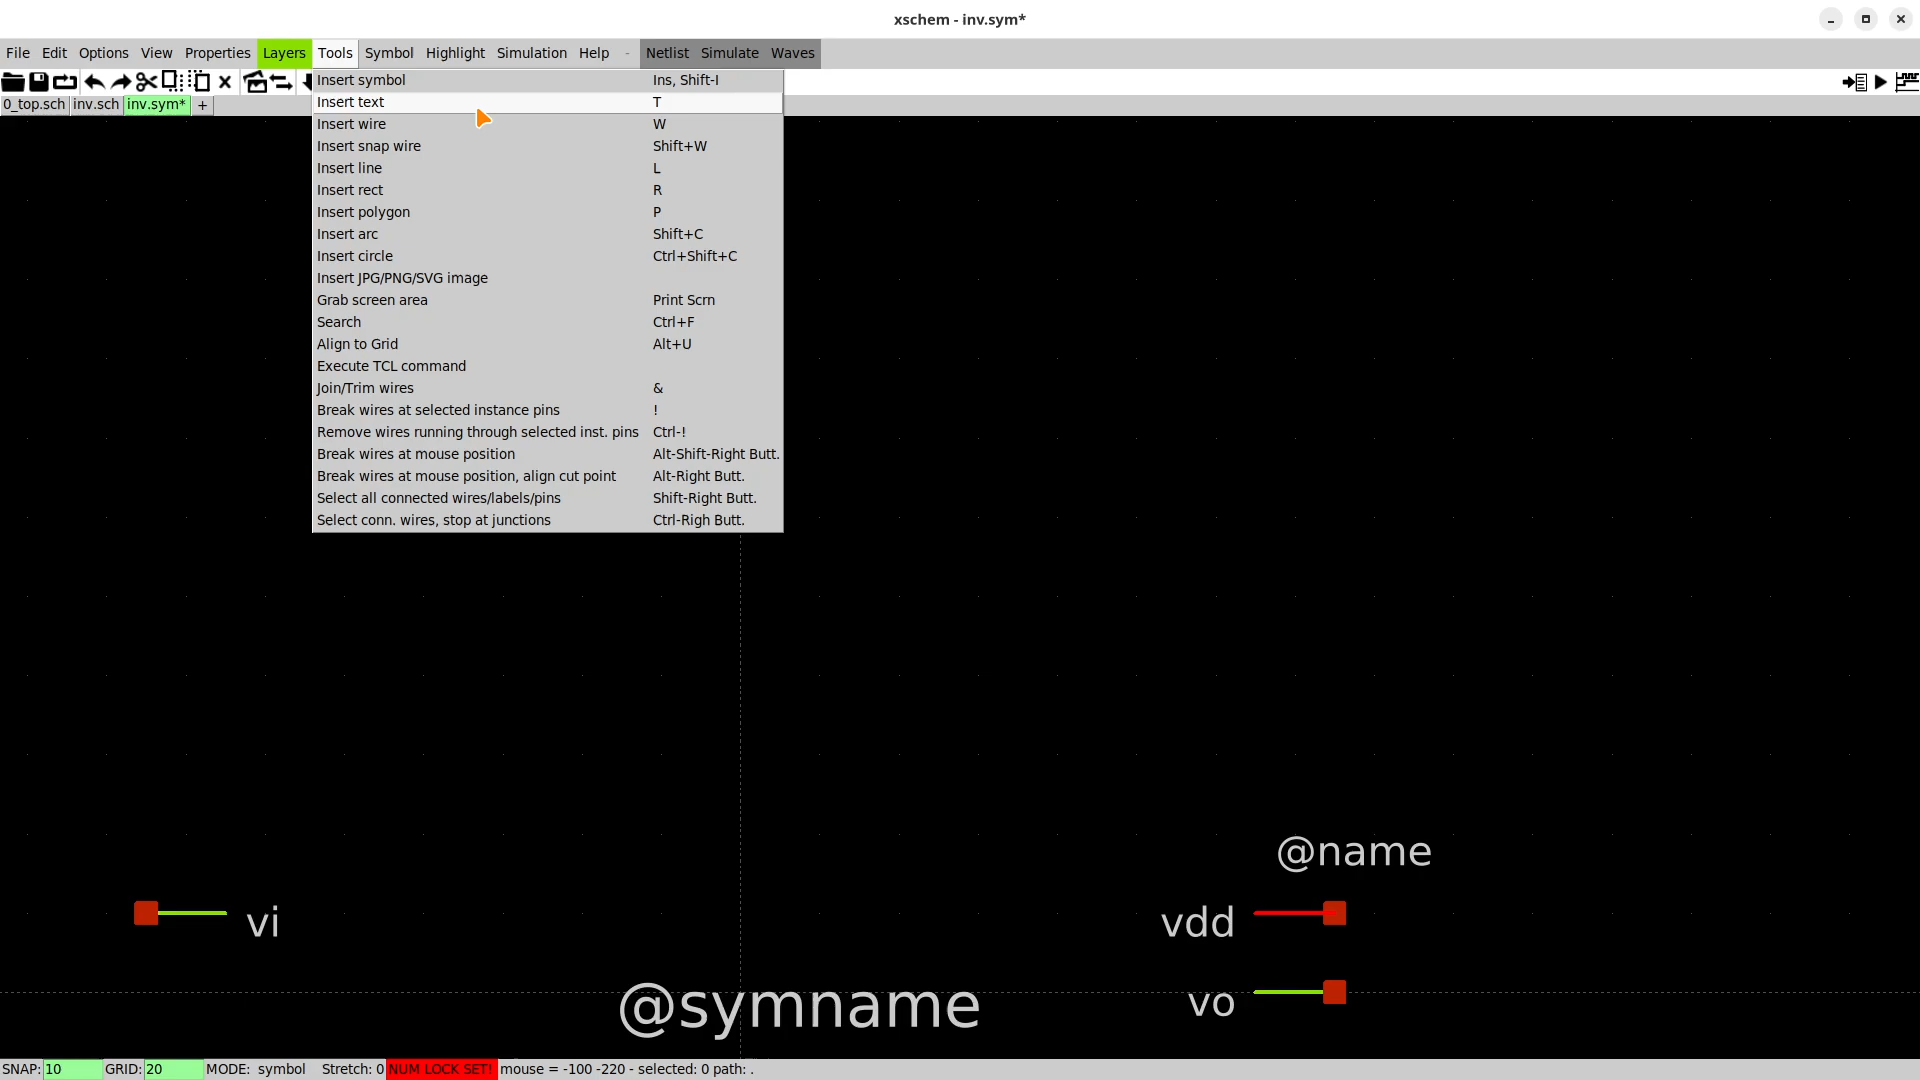 xschem - inv.sym*
File Edit Options View Properties Layers Tools Symbol Highlight Simulation Help - Netlist Simulate Waves
0_top.sch inv.sch inv.sym* +
Insert symbol Ins, Shift-I
Insert text T
Insert wire W
Insert snap wire Shift+W
Insert line L
Insert rect R
Insert polygon P
Insert arc Shift+C
Insert circle Ctrl+Shift+C
Insert JPG/PNG/SVG image
Grab screen area Print Scrn
Search Ctrl+F
Align to Grid Alt+U
Execute TCL command
Join/Trim wires &
Break wires at selected instance pins !
Remove wires running through selected inst. pins Ctrl-!
Break wires at mouse position Alt-Shift-Right Butt.
Break wires at mouse position, align cut point Alt-Right Butt.
Select all connected wires/labels/pins Shift-Right Butt.
Select conn. wires, stop at junctions Ctrl-Righ Butt.
@name
vi vdd
@symname vo
SNAP: 10 GRID: 20 MODE: symbol Stretch: 0 NUM LOCK SET! mouse = -100 -220 - selected: 0 path: .